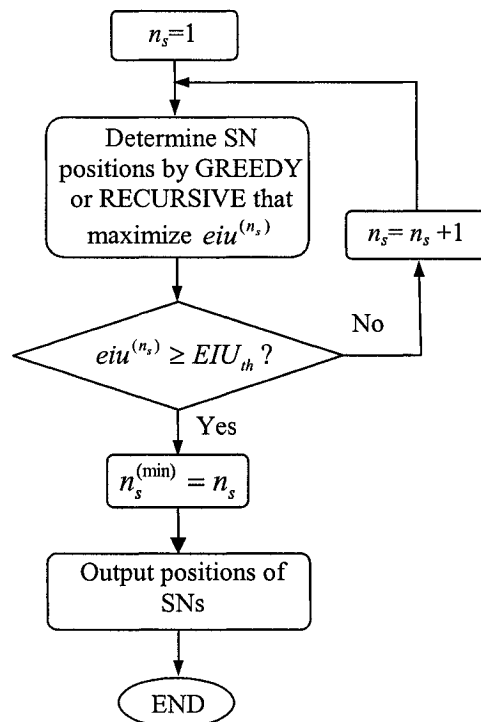 n_s=1
Determine SN
positions by GREEDY
or RECURSIVE that
maximize eiu^(n_s)
n_s= n_s +1
No
eiu^(n_s) ≥ EIU_th ?
Yes
n_s^(min) = n_s
Output positions of
SNs
END